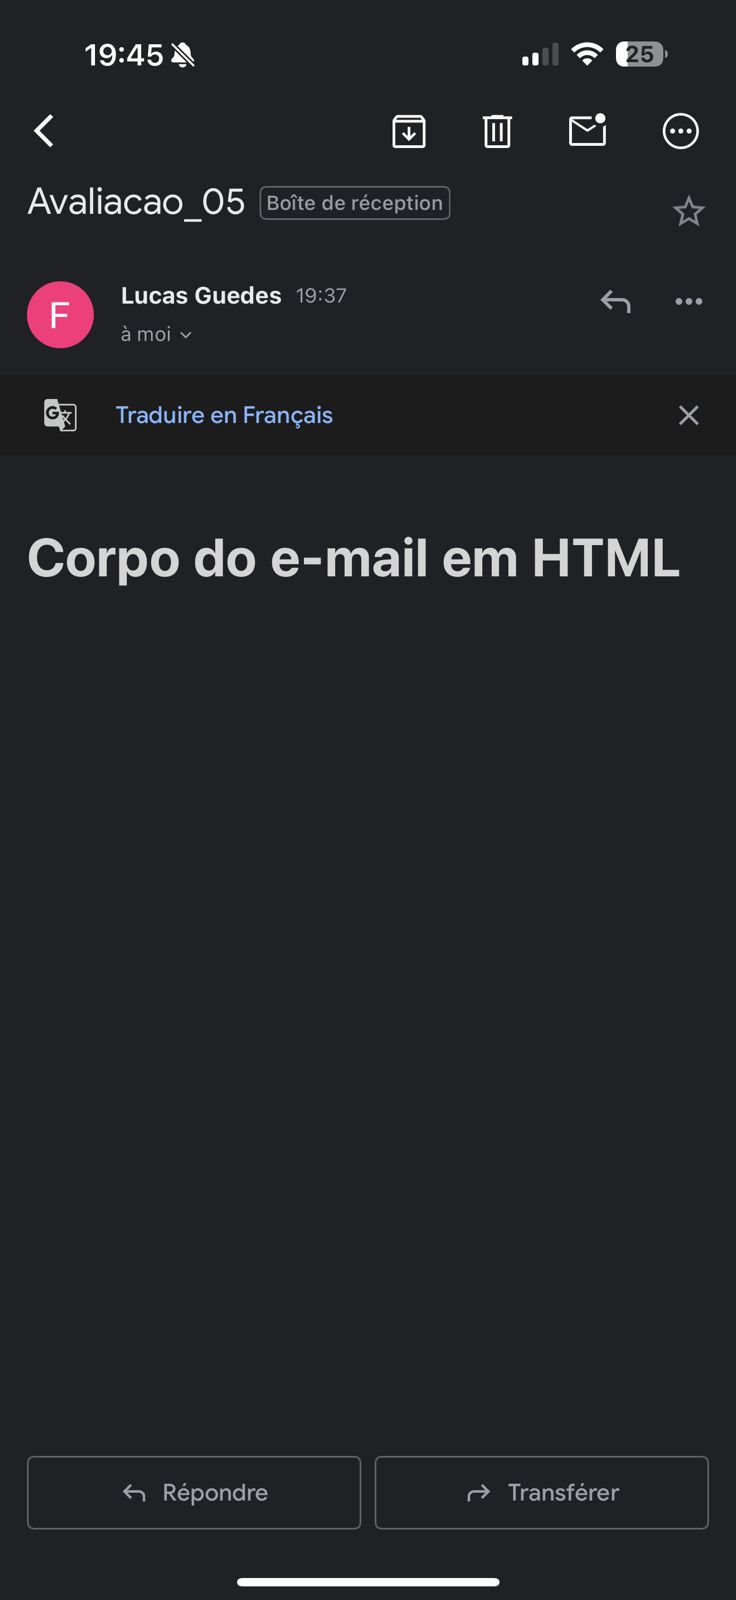 19:45
25
Avaliacao_05 Boîte de réception
F
Lucas Guedes 19:37
à moi
Traduire en Français
Corpo do e-mail em HTML
Répondre
Transférer